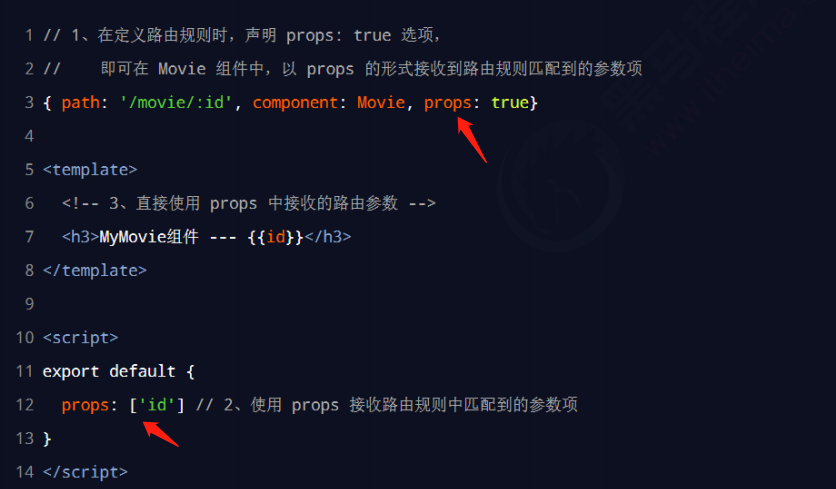 1 // 1、在定义路由规则时，声明 props: true 选项，
2 //    即可在 Movie 组件中，以 props 的形式接收到路由规则匹配到的参数项
3 { path: '/movie/:id', component: Movie, props: true}
4
5 <template>
6   <!-- 3、直接使用 props 中接收的路由参数 -->
7   <h3>MyMovie组件 --- {{id}}</h3>
8 </template>
9
10 <script>
11 export default {
12   props: ['id'] // 2、使用 props 接收路由规则中匹配到的参数项
13 }
14 </script>